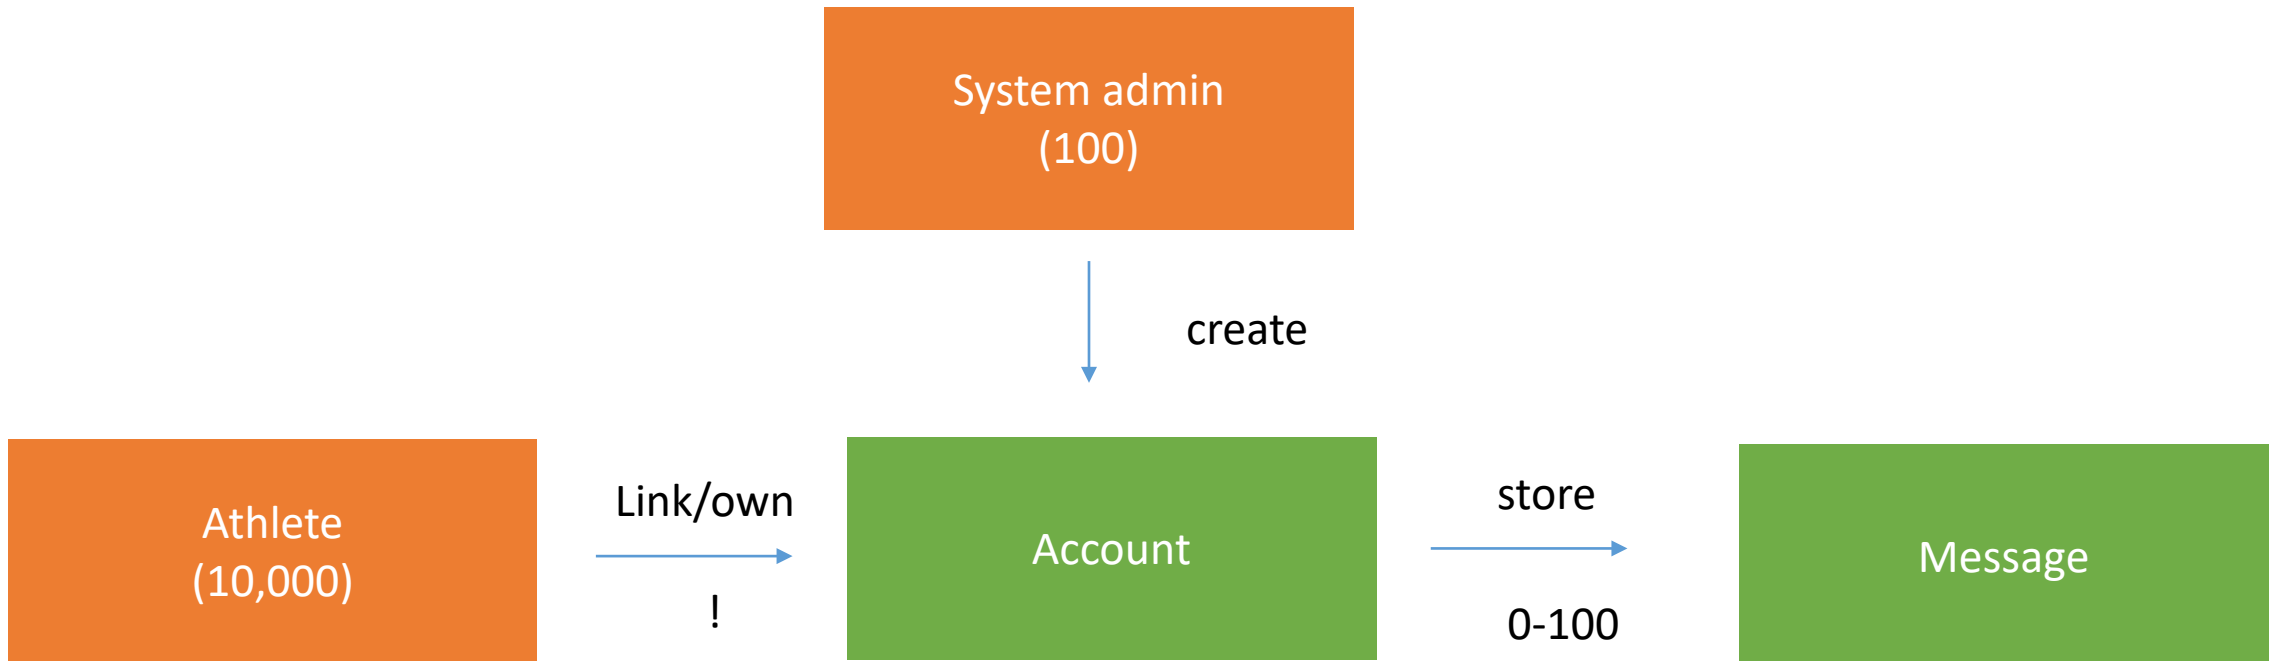 System admin
(100)
create
Athlete
(10,000)
Link/own
!
Account
store
0-100
Message